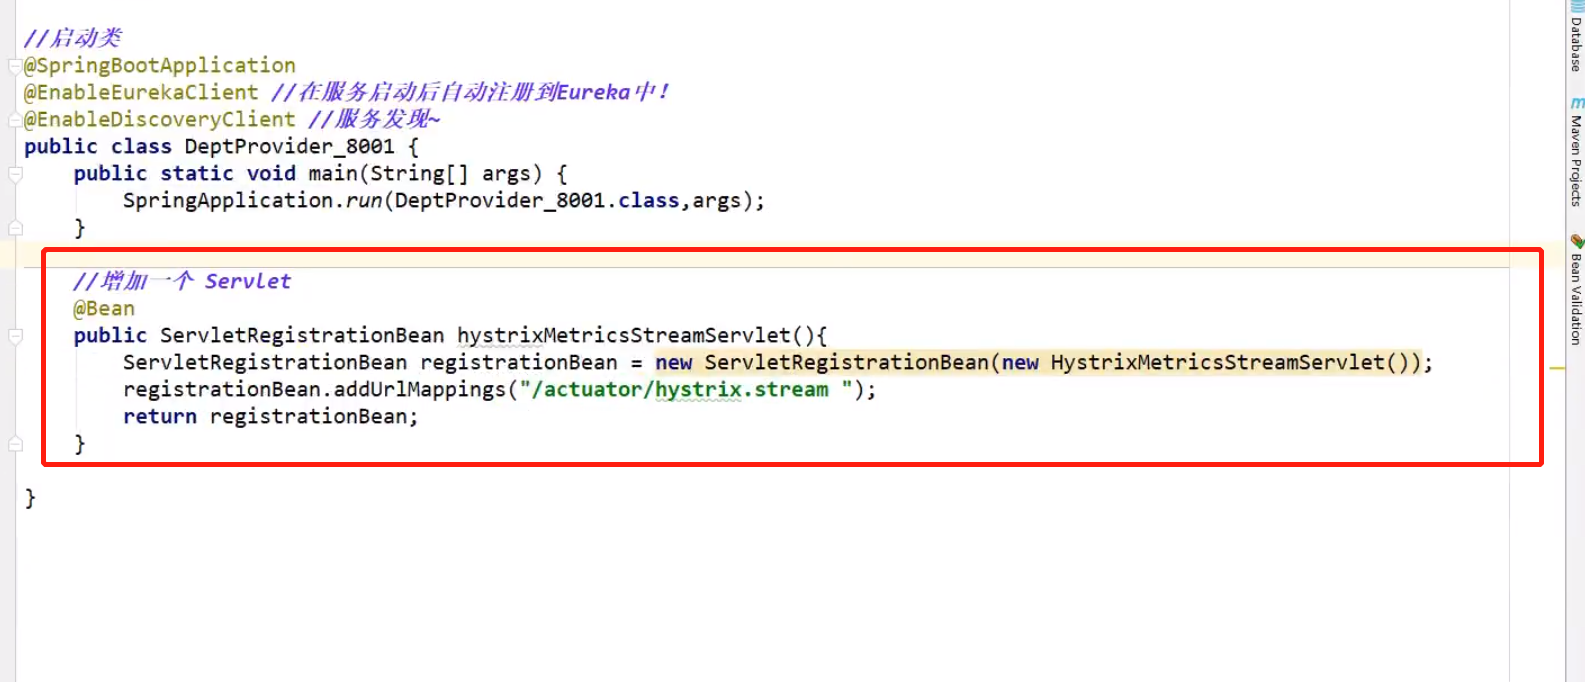 //启动类
@SpringBootApplication
@EnableEurekaClient //在服务启动后自动注册到Eureka中！
@EnableDiscoveryClient //服务发现~
public class DeptProvider_8001 {
    public static void main(String[] args) {
        SpringApplication.run(DeptProvider_8001.class,args);
    }
    //增加一个 Servlet
    @Bean
    public ServletRegistrationBean hystrixMetricsStreamServlet(){
        ServletRegistrationBean registrationBean = new ServletRegistrationBean(new HystrixMetricsStreamServlet());
        registrationBean.addUrlMappings("/actuator/hystrix.stream ");
        return registrationBean;
    }
}
Database
m Maven Projects
Bean Validation